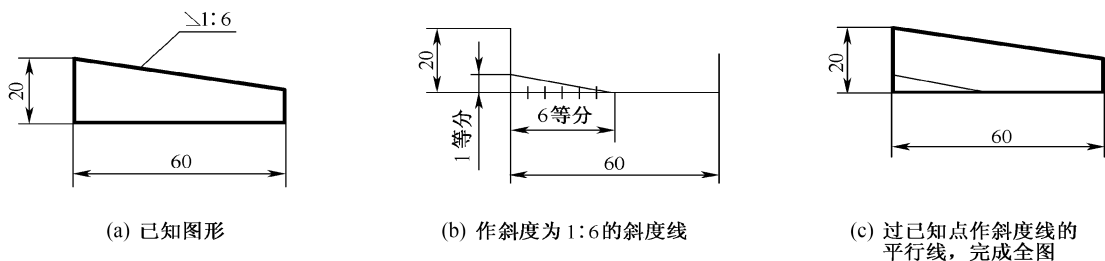 1∶6
20
60
(a) 已知图形
20
1等分
6等分
60
(b) 作斜度为1∶6的斜度线
20
60
(c) 过已知点作斜度线的
平行线，完成全图